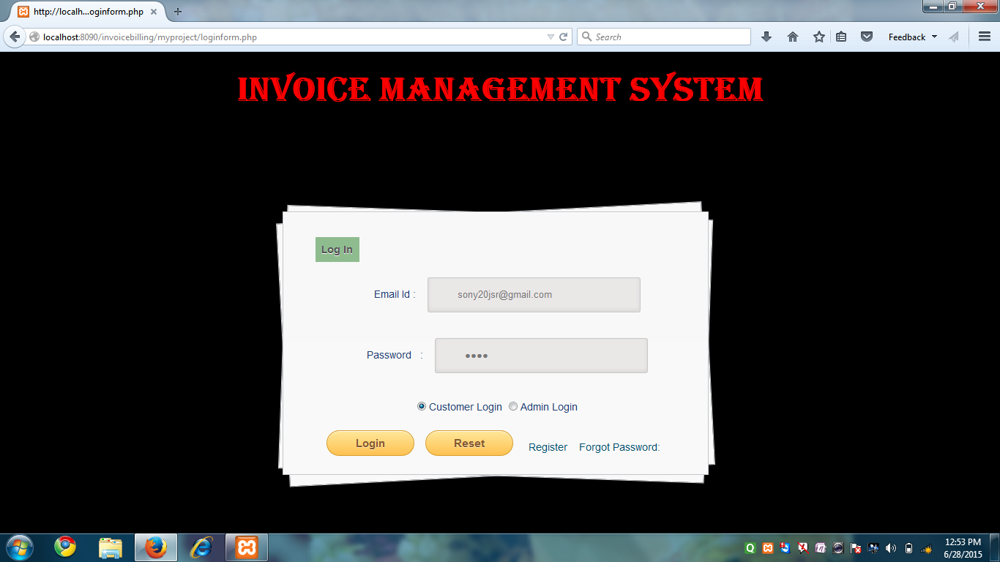 http://localh...oginform.php
localhost:8090/invoicebilling/myproject/loginform.php
Search
Feedback
INVOICE MANAGEMENT SYSTEM
Log In
Email Id :
sony20jsr@gmail.com
Password :
••••
Customer Login Admin Login
Login Reset Register Forgot Password:
12:53 PM
6/28/2015